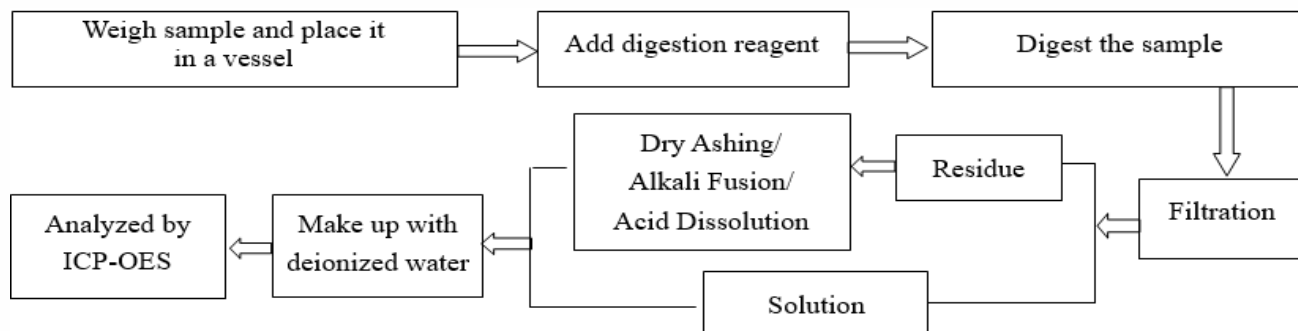 Weigh sample and place it
in a vessel
Add digestion reagent
Digest the sample
Filtration
Residue
Dry Ashing/
Alkali Fusion/
Acid Dissolution
Solution
Make up with
deionized water
Analyzed by
ICP-OES